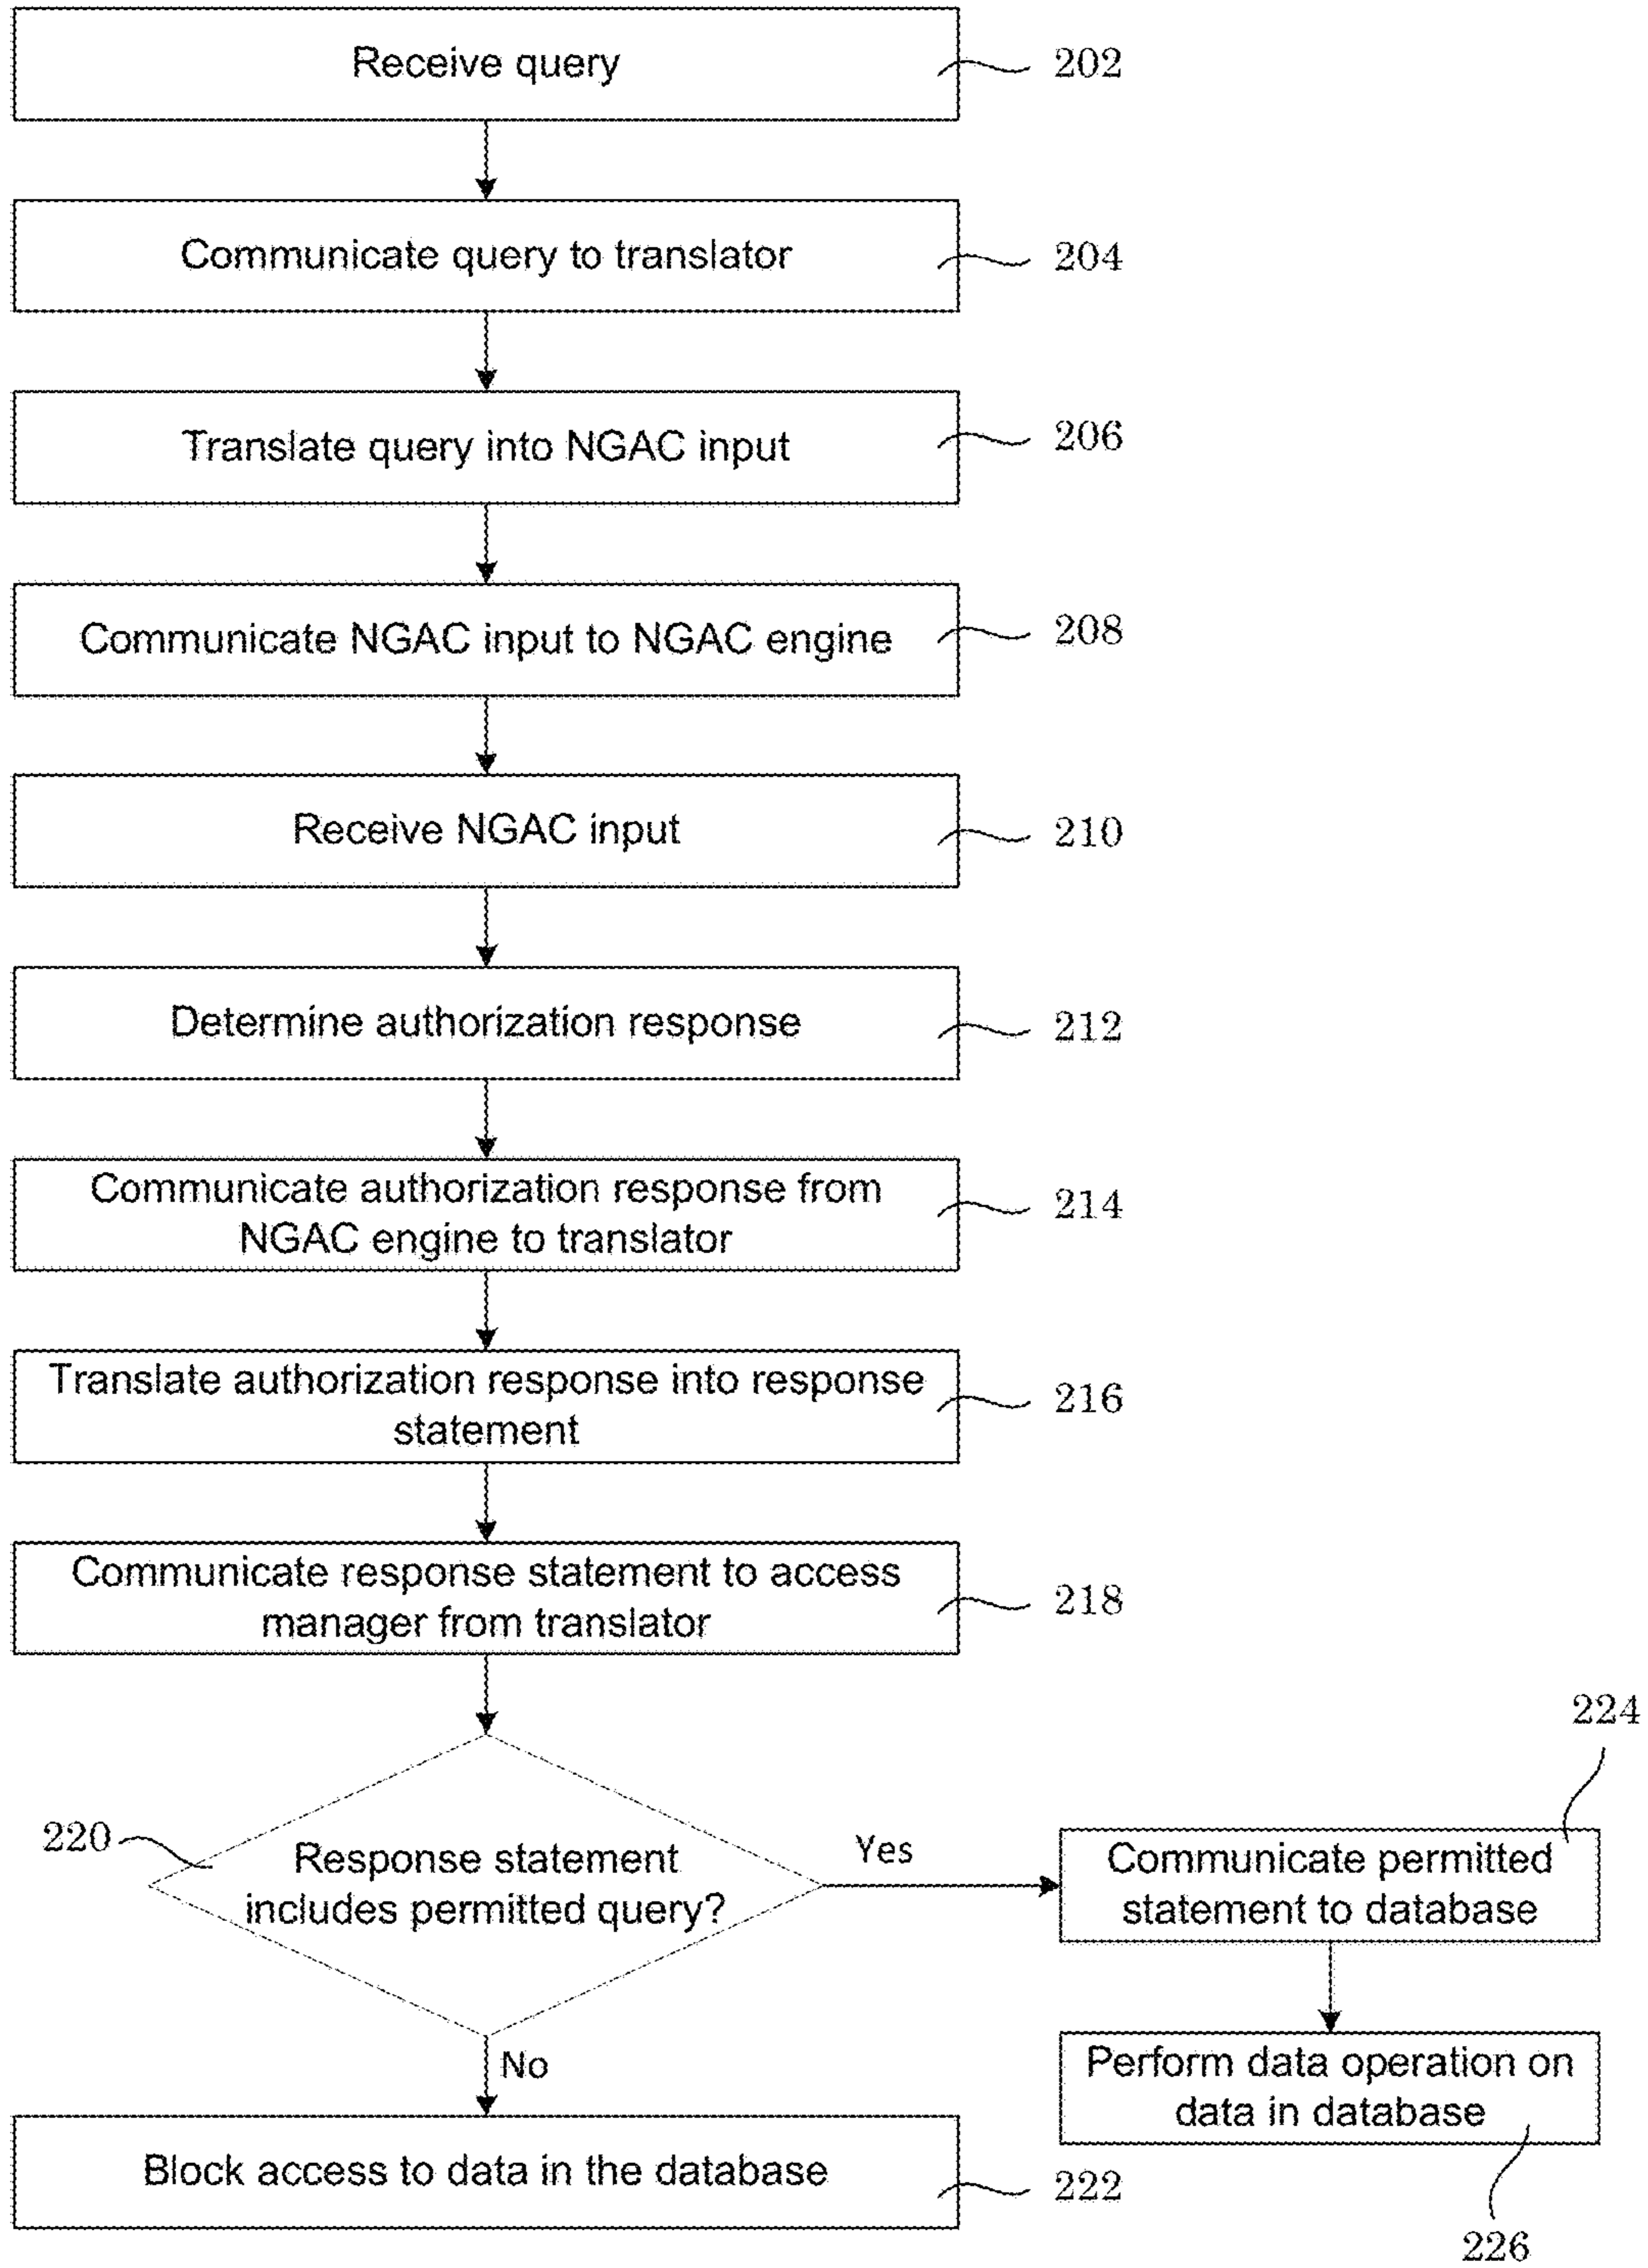 Receive query
202
Communicate query to translator
204
Translate query into NGAC input
206
Communicate NGAC input to NGAC engine
208
Receive NGAC input
210
Determine authorization response
212
Communicate authorization response from
NGAC engine to translator
214
Translate authorization response into response
statement
216
Communicate response statement to access
manager from translator
218
220
Response statement
includes permitted query?
Yes
224
Communicate permitted
statement to database
No
Perform data operation on
data in database
226
Block access to data in the database
222